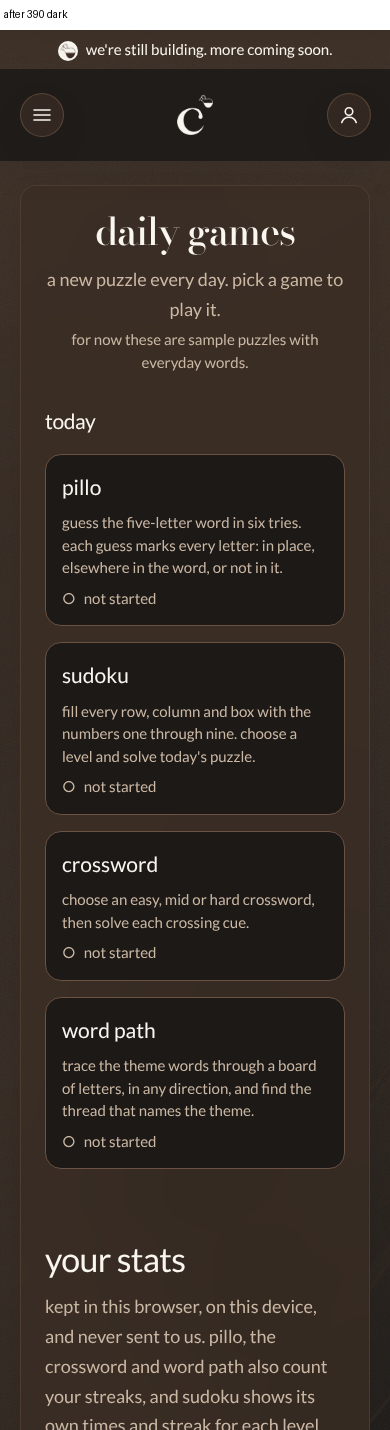 after 390 dark
we're still building. more coming soon.
c
daily games
a new puzzle every day. pick a game to
play it.
for now these are sample puzzles with
everyday words.
today
pillo
guess the five-letter word in six tries.
each guess marks every letter: in place,
elsewhere in the word, or not in it.
not started
sudoku
fill every row, column and box with the
numbers one through nine. choose a
level and solve today's puzzle.
not started
crossword
choose an easy, mid or hard crossword,
then solve each crossing cue.
not started
word path
trace the theme words through a board
of letters, in any direction, and find the
thread that names the theme.
not started
your stats
kept in this browser, on this device,
and never sent to us. pillo, the
crossword and word path also count
your streaks, and sudoku shows its
own times and streak for each level